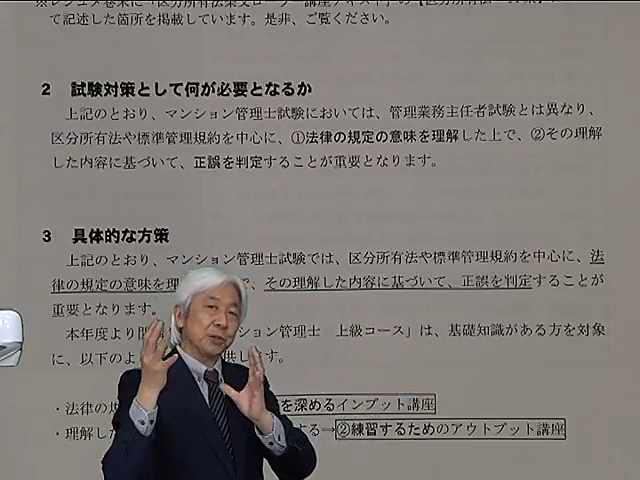 て記述した箇所を掲載しています。是非、ご覧ください。
2 試験対策として何が必要となるか
上記のとおり、マンション管理士試験においては、管理業務主任者試験とは異なり、
区分所有法や標準管理規約を中心に、①法律の規定の意味を理解した上で、②その理解
した内容に基づいて、正誤を判定することが重要となります。
3 具体的な方策
上記のとおり、マンション管理士試験では、区分所有法や標準管理規約を中心に、法
律の規定の意味を理 、その理解した内容に基づいて、正誤を判定することが
重要となります。
本年度より開 ション管理士 上級コース」は、基礎知識がある方を対象
に、以下のよ 供し す。
・法律の規 を深めるインプット講座
・理解した る→②練習するためのアウトプット講座